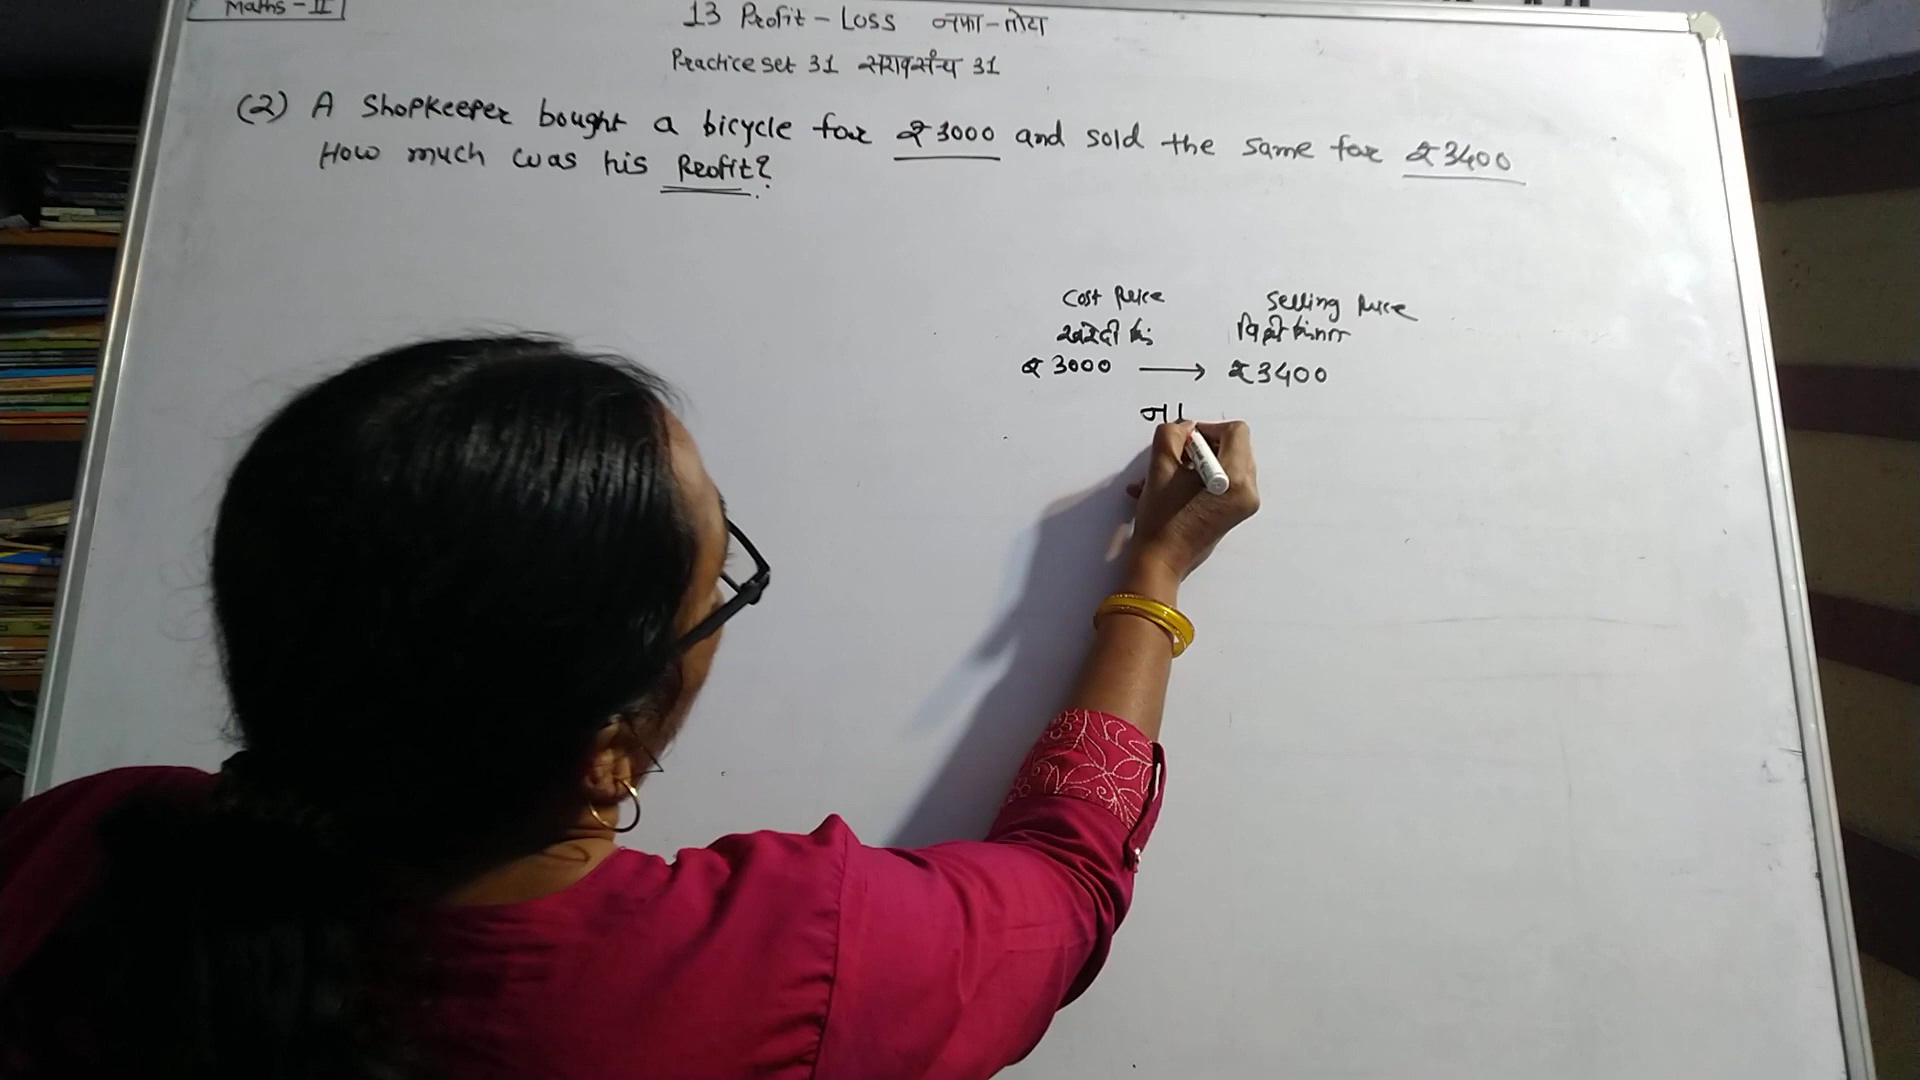 Maths - II
13 Profit - Loss नफा - तोटा
Practice set 31 सरावसंच 31
(2) A Shopkeeper bought a bicycle for ₹ 3000 and sold the same for ₹ 3400
How much was his Profit?
Cost Price Selling Price
खरेदी किं विक्री किंमत
₹ 3000 → ₹ 3400